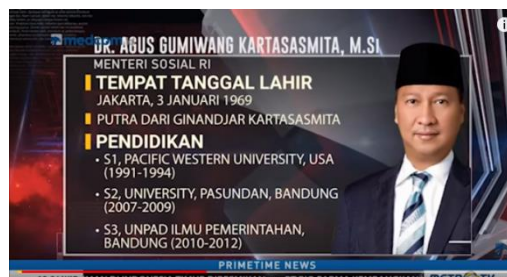 DR. AGUS GUMIWANG KARTASASMITA, M.SI
MENTERI SOSIAL RI
TEMPAT TANGGAL LAHIR
JAKARTA, 3 JANUARI 1969
PUTRA DARI GINANDJAR KARTASASMITA
PENDIDIKAN
• S1, PACIFIC WESTERN UNIVERSITY, USA
(1991-1994)
• S2, UNIVERSITY, PASUNDAN, BANDUNG
(2007-2009)
• S3, UNPAD ILMU PEMERINTAHAN,
BANDUNG (2010-2012)
PRIMETIME NEWS